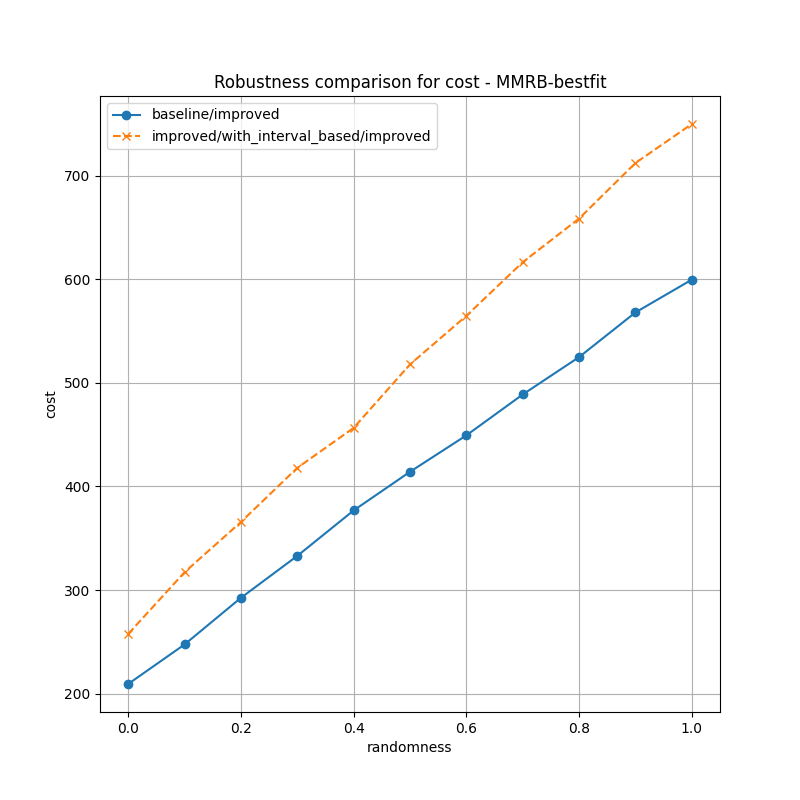 Robustness comparison for cost - MMRB-bestfit
baseline/improved
improved/with_interval_based/improved
700
600
500
400
300
200
cost
0.0 0.2 0.4 0.6 0.8 1.0
randomness